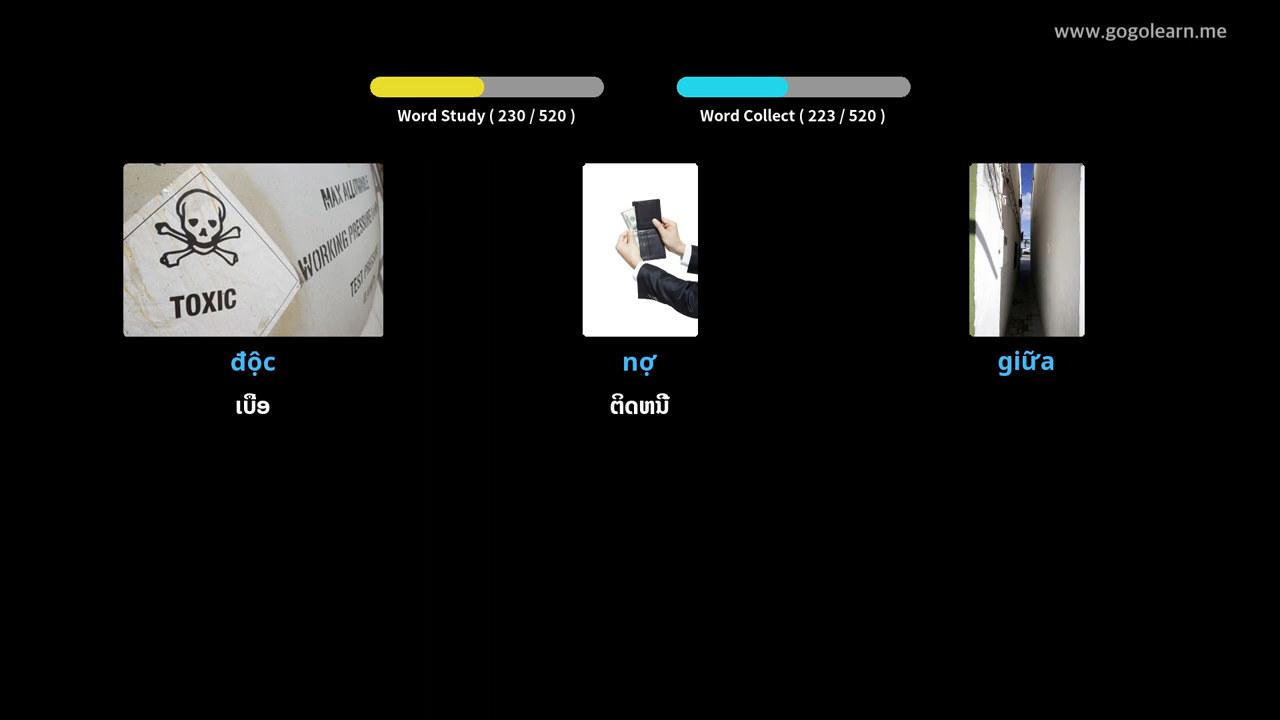 www.gogolearn.me
Word Study ( 230 / 520 )
Word Collect ( 223 / 520 )
TOXIC
MAX ALLOWABLE
WORKING PRESSURE
TEST PRESSURE
độc
nợ
giữa
ເບືອ
ຕິດຫນີ້